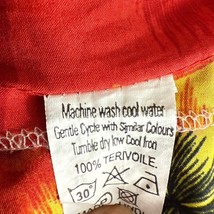 Machine wash cool water
Gentle Cycle with Similar Colours
Tumble dry low Cool Iron
100% TERIVOILE
30°